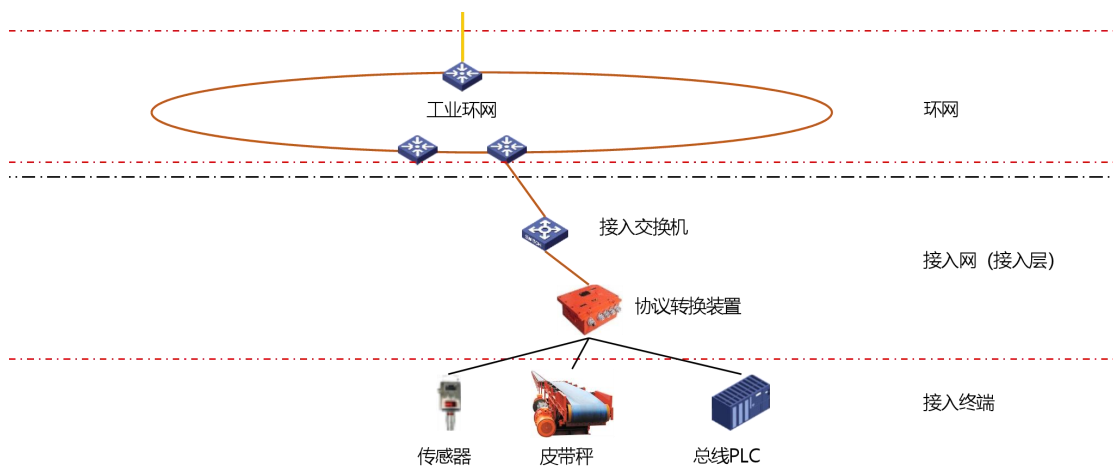 工业环网
环网
接入交换机
接入网 (接入层)
协议转换装置
接入终端
传感器
皮带秤
总线PLC